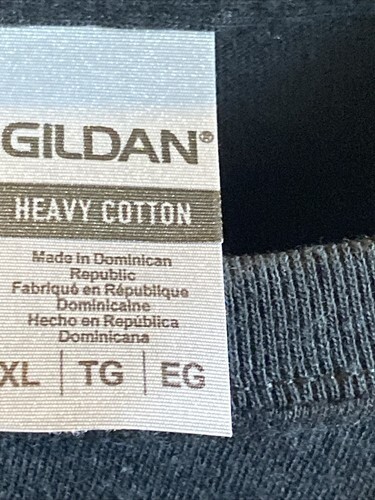 GILDAN®
HEAVY COTTON
Made in Dominican
Republic
Fabriqué en République
Dominicaine
Hecho en República
Dominicana
XL | TG | EG